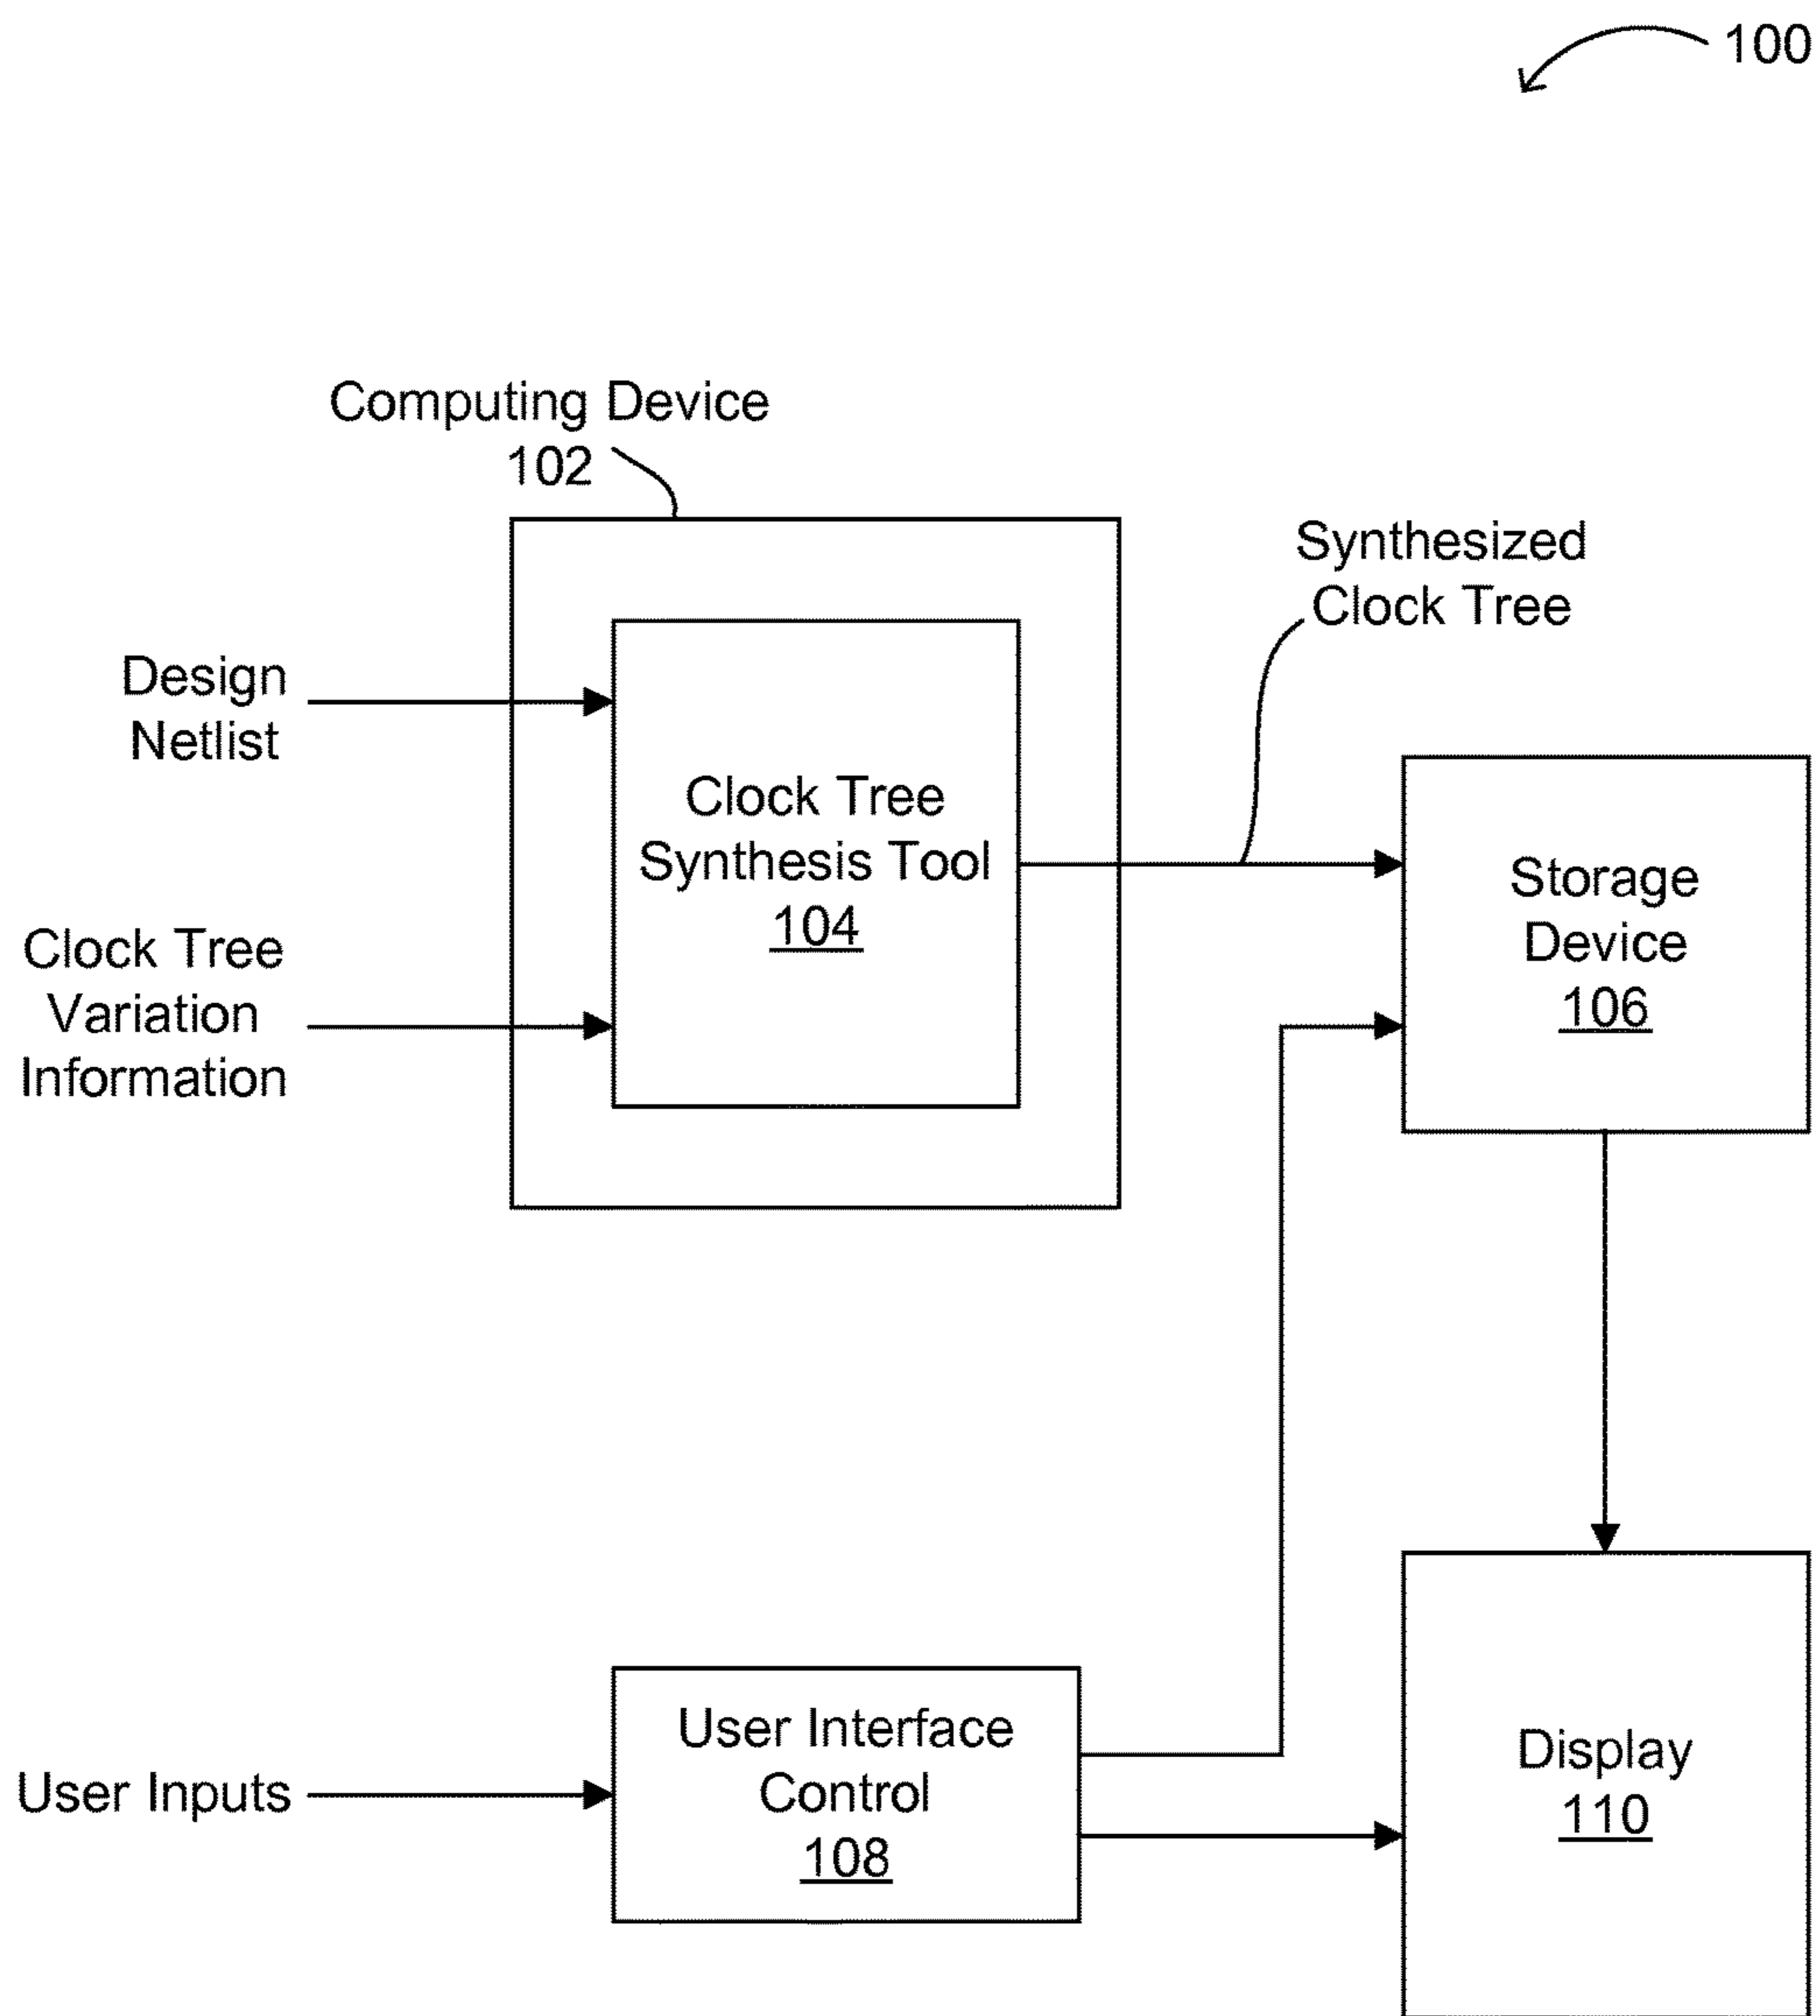 100
Computing Device
102
Synthesized
Clock Tree
Design
Netlist
Clock Tree
Synthesis Tool
104
Storage
Device
106
Clock Tree
Variation
Information
User Interface
Control
108
User Inputs
Display
110